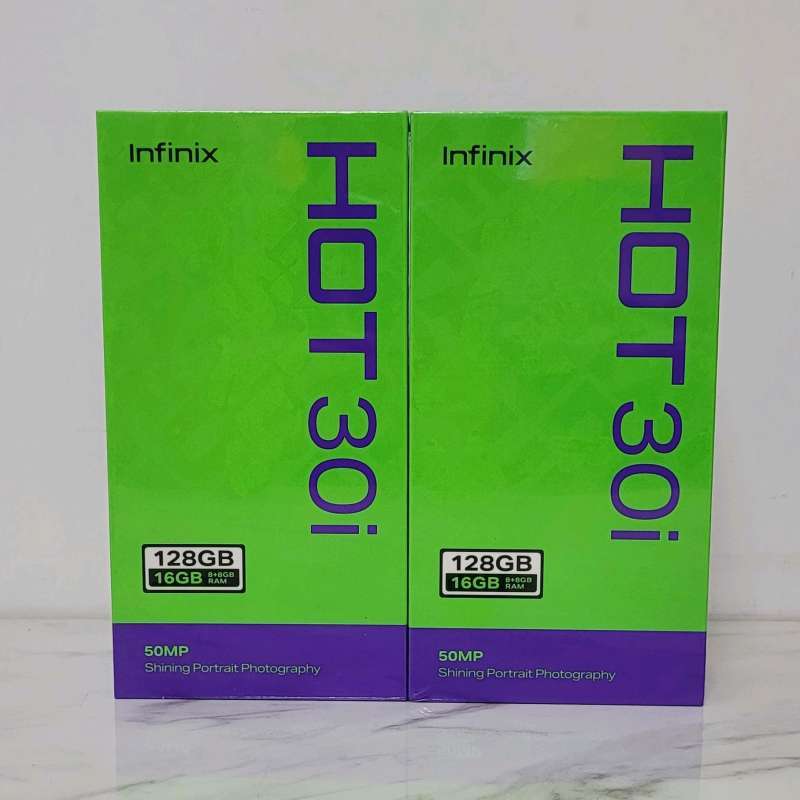 Infinix
HOT 30i
128GB
16GB 8+8GB RAM
50MP
Shining Portrait Photography
Infinix
HOT 30i
128GB
16GB 8+8GB RAM
50MP
Shining Portrait Photography